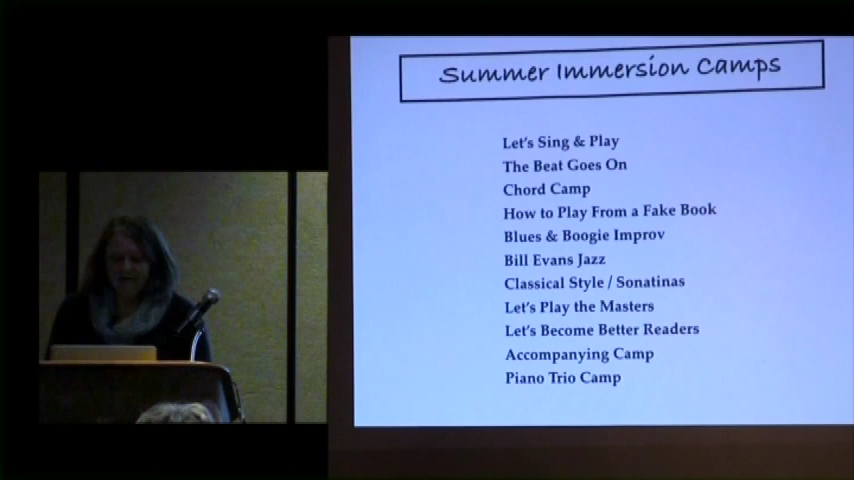 Summer Immersion Camps
Let's Sing & Play
The Beat Goes On
Chord Camp
How to Play From a Fake Book
Blues & Boogie Improv
Bill Evans Jazz
Classical Style / Sonatinas
Let's Play the Masters
Let's Become Better Readers
Accompanying Camp
Piano Trio Camp